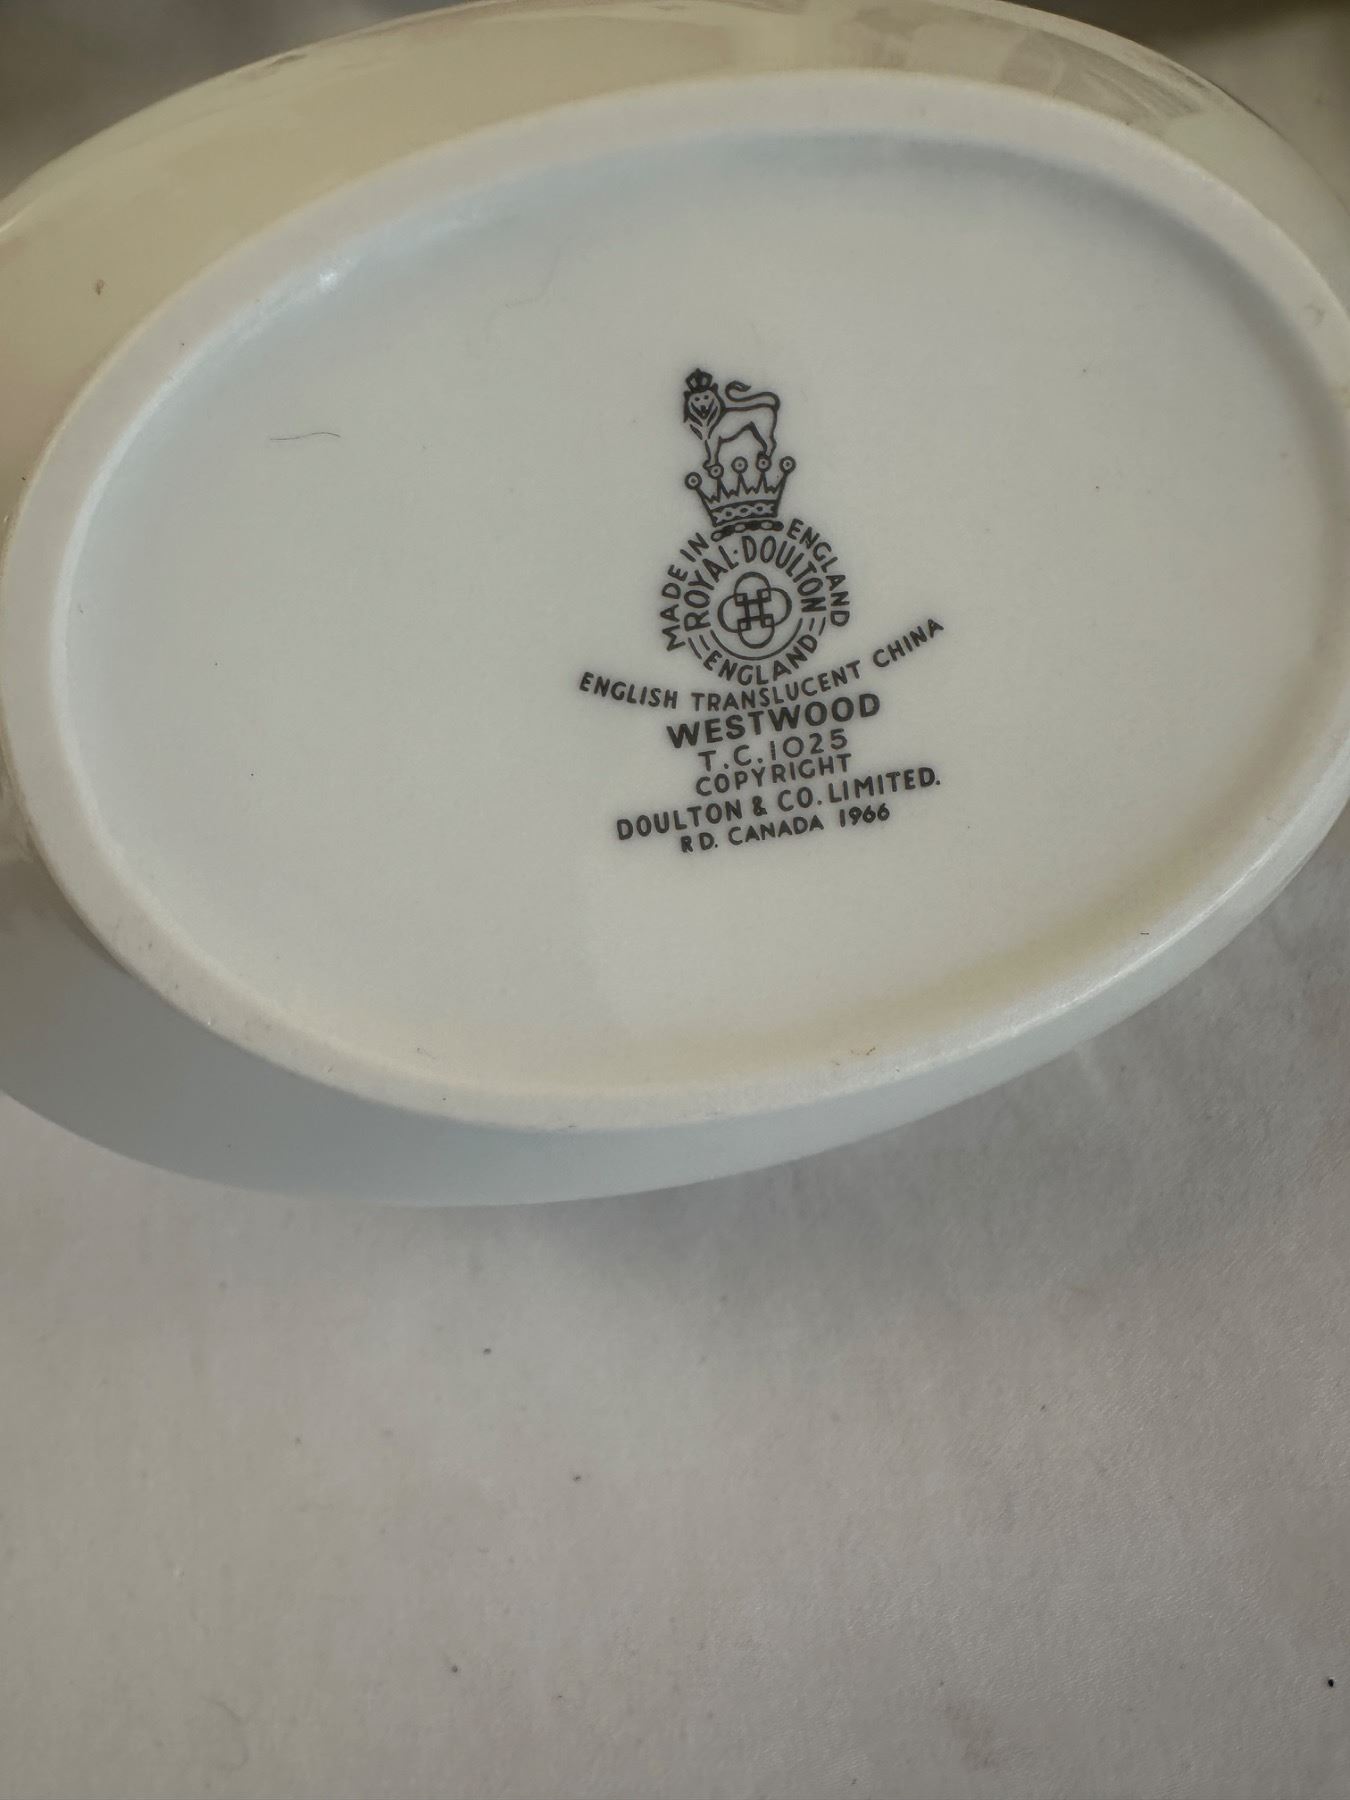 MADE IN ENGLAND
ROYAL·DOULTON
ENGLAND
ENGLISH TRANSLUCENT CHINA
WESTWOOD
T.C.1025
COPYRIGHT
DOULTON & CO. LIMITED.
RD. CANADA 1966